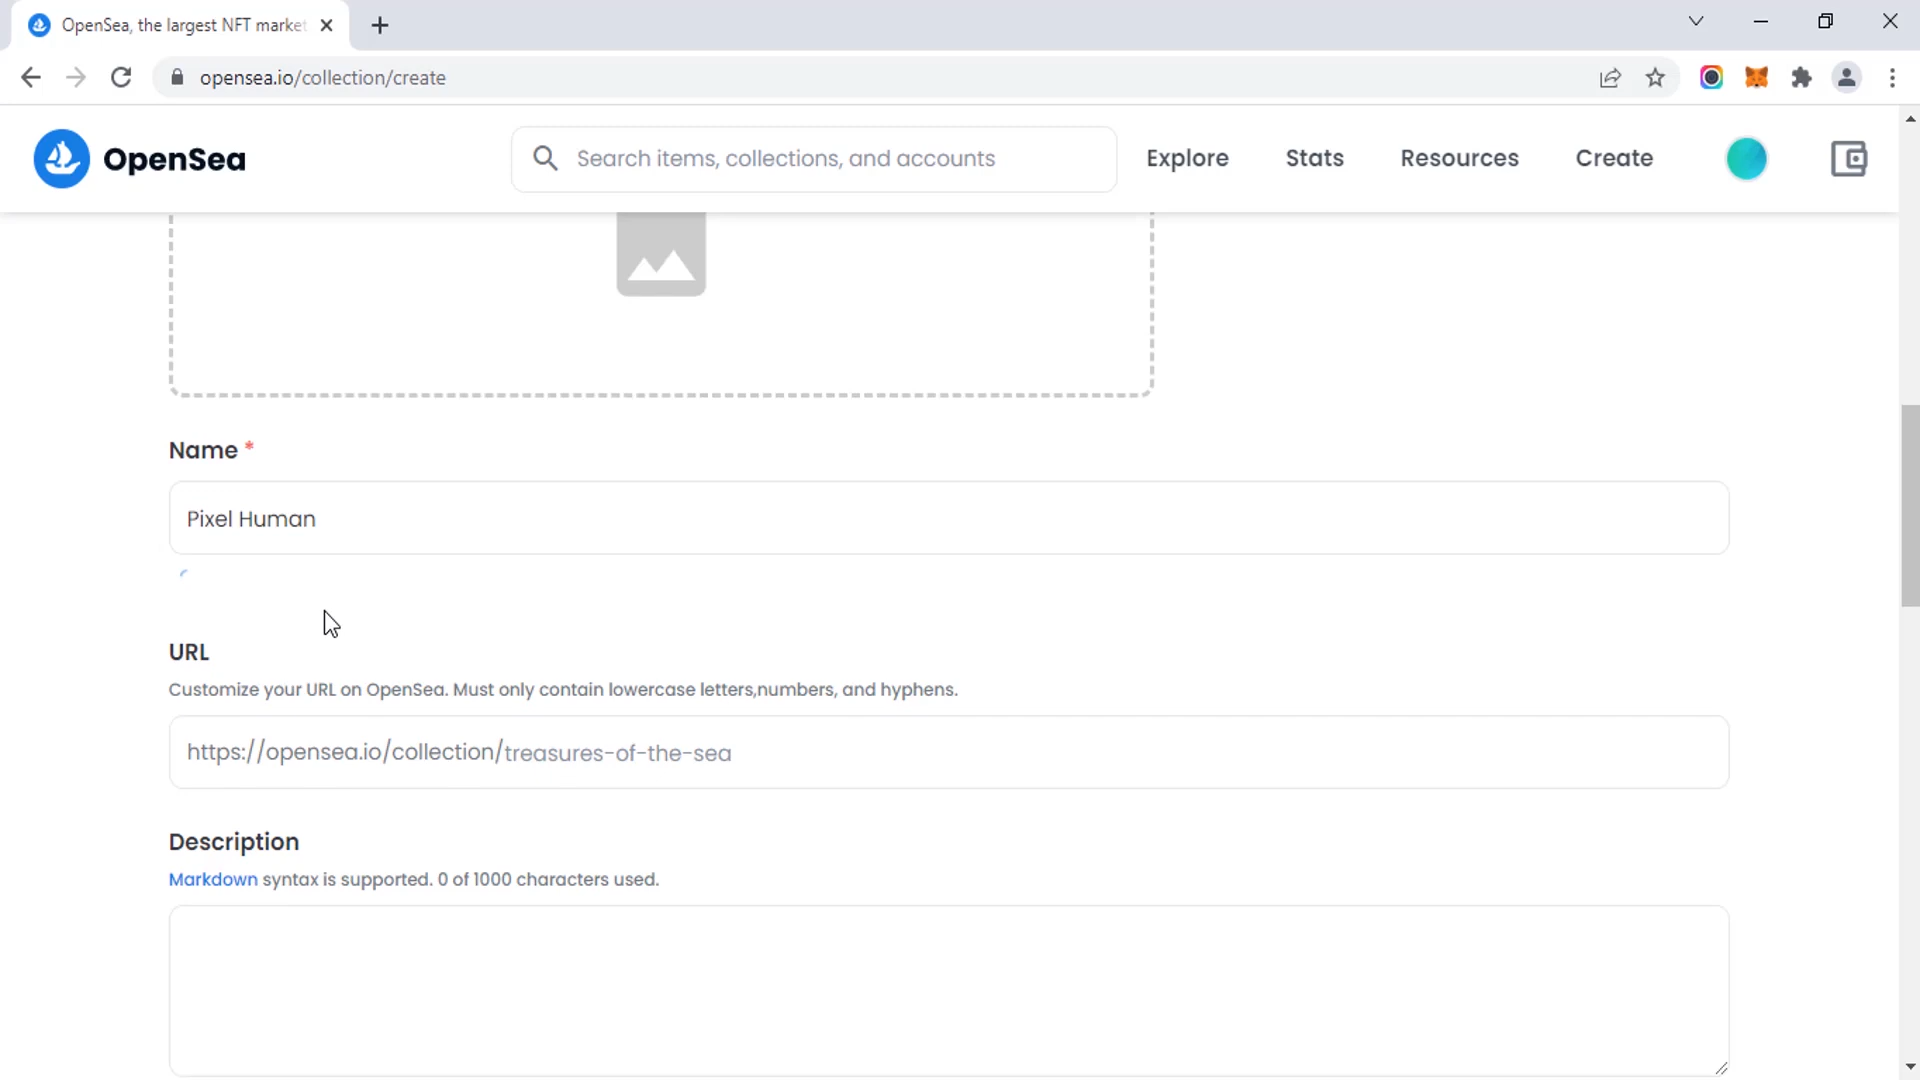 OpenSea, the largest NFT market
opensea.io/collection/create
OpenSea
Search items, collections, and accounts
Explore
Stats
Resources
Create
Name *
Pixel Human
URL
Customize your URL on OpenSea. Must only contain lowercase letters,numbers, and hyphens.
https://opensea.io/collection/treasures-of-the-sea
Description
Markdown syntax is supported. 0 of 1000 characters used.